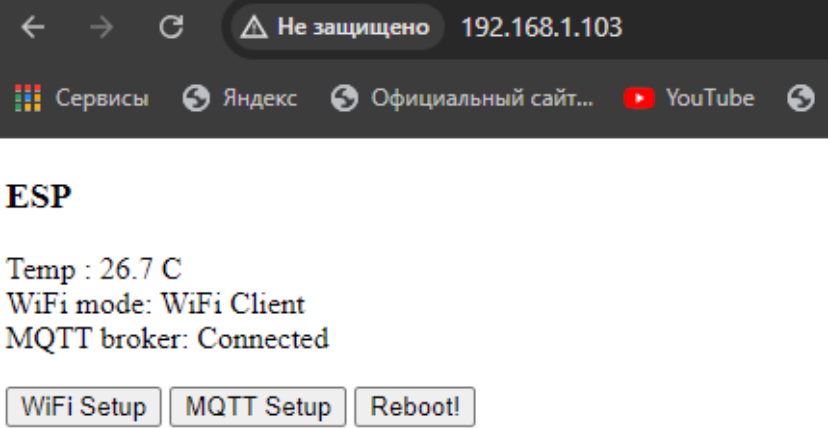 Не защищено 192.168.1.103
Сервисы Яндекс Официальный сайт... YouTube
ESP
Temp : 26.7 C
WiFi mode: WiFi Client
MQTT broker: Connected
WiFi Setup MQTT Setup Reboot!